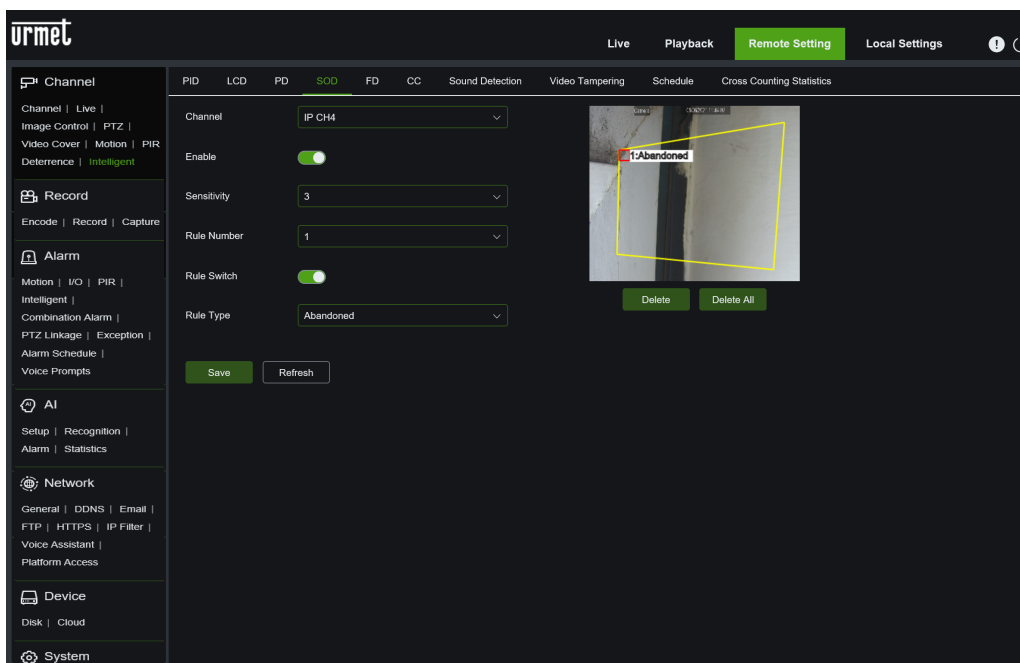 urmet
Live Playback Remote Setting Local Settings
Channel
Channel | Live |
Image Control | PTZ |
Video Cover | Motion | PIR
Deterrence | Intelligent
Record
Encode | Record | Capture
Alarm
Motion | I/O | PIR |
Intelligent |
Combination Alarm |
PTZ Linkage | Exception |
Alarm Schedule |
Voice Prompts
AI
Setup | Recognition |
Alarm | Statistics
Network
General | DDNS | Email |
FTP | HTTPS | IP Filter |
Voice Assistant |
Platform Access
Device
Disk | Cloud
System
PID LCD PD SOD FD CC Sound Detection Video Tampering Schedule Cross Counting Statistics
Channel IP CH4
Enable
Sensitivity 3
Rule Number 1
Rule Switch
Rule Type Abandoned
Save Refresh
1:Abandoned
Delete Delete All